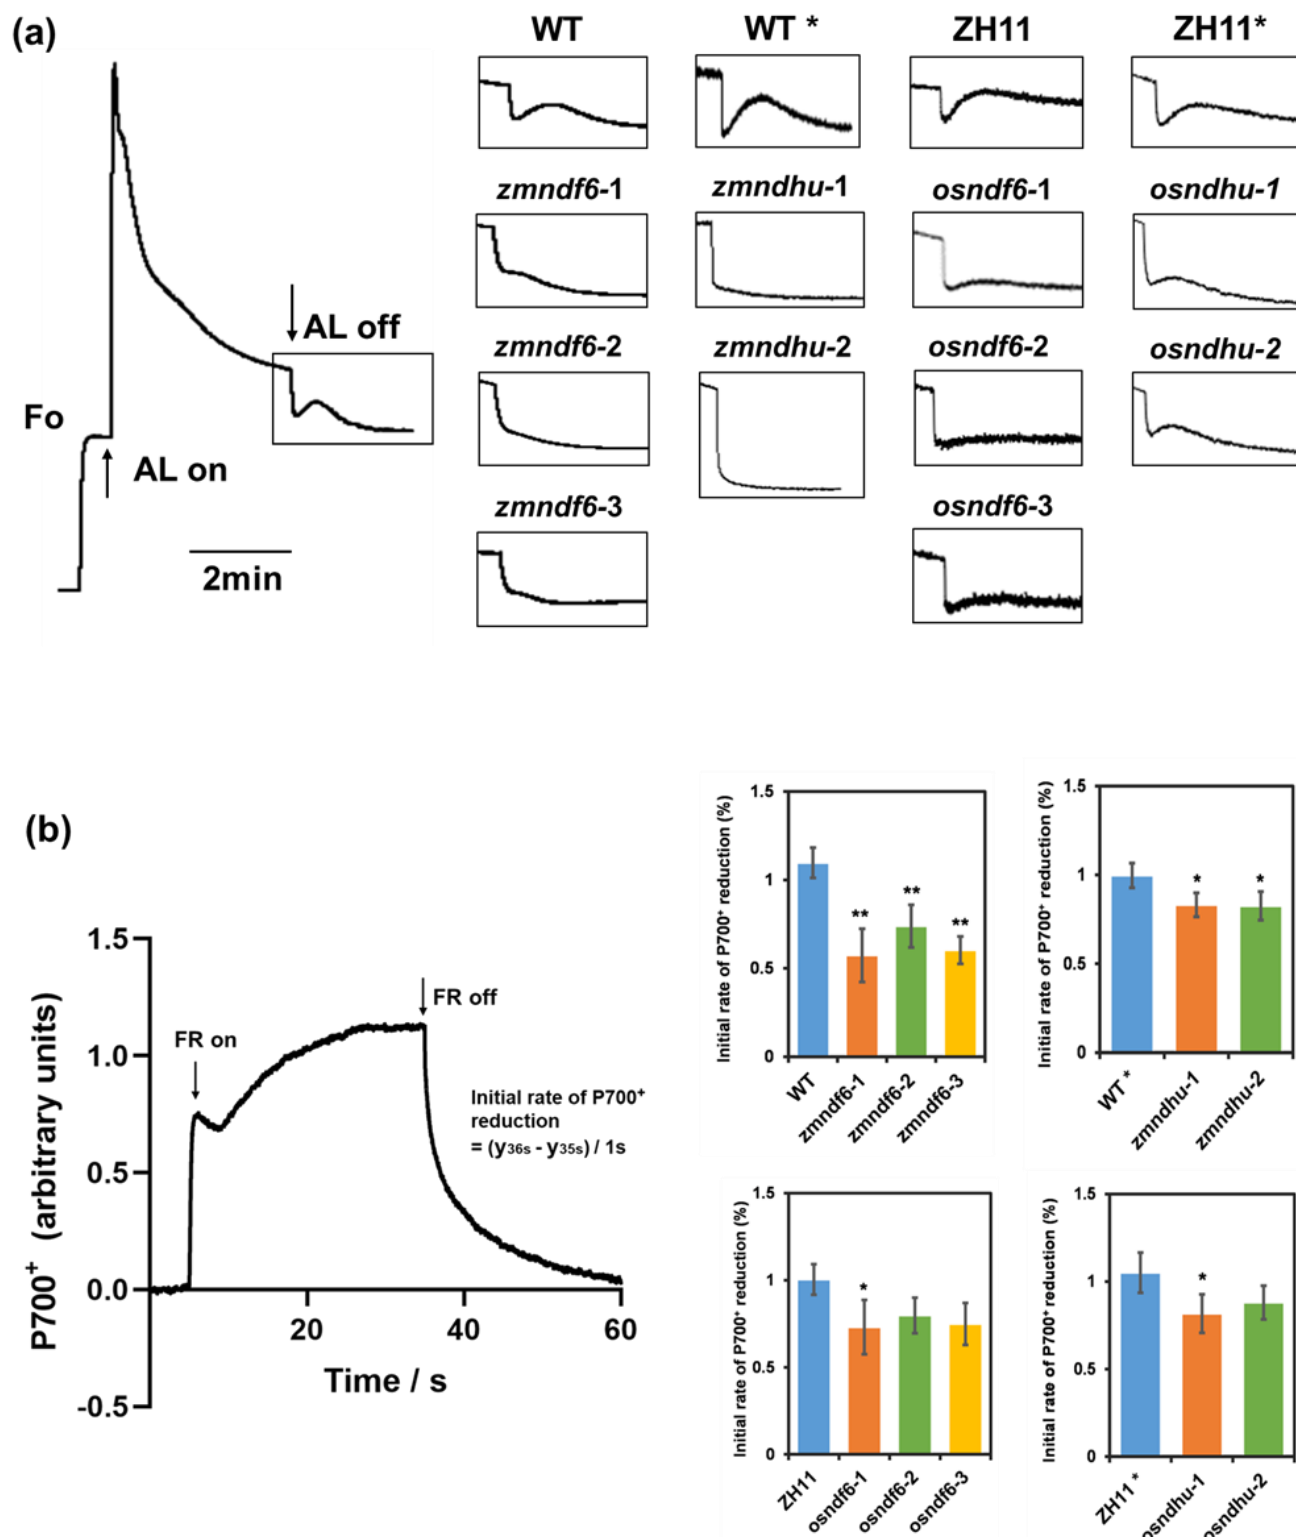 (a)
WT
WT *
ZH11
ZH11*
zmndf6-1
zmndhu-1
osndf6-1
osndhu-1
AL off
zmndf6-2
zmndhu-2
osndf6-2
osndhu-2
Fo
AL on
zmndf6-3
osndf6-3
2min
(b)
P700⁺ (arbitrary units)
1.5
1.0
0.5
0.0
-0.5
FR on
FR off
Initial rate of P700⁺
reduction
= (y36s - y35s) / 1s
20
40
60
Time / s
Initial rate of P700⁺ reduction (%)
1.5
1
0.5
0
**
**
**
WT
zmndf6-1
zmndf6-2
zmndf6-3
Initial rate of P700⁺ reduction (%)
1.5
1
0.5
0
*
*
WT*
zmndhu-1
zmndhu-2
Initial rate of P700⁺ reduction (%)
1.5
1
0.5
0
*
ZH11
osndf6-1
osndf6-2
osndf6-3
Initial rate of P700⁺ reduction (%)
1.5
1
0.5
0
*
ZH11*
osndhu-1
osndhu-2